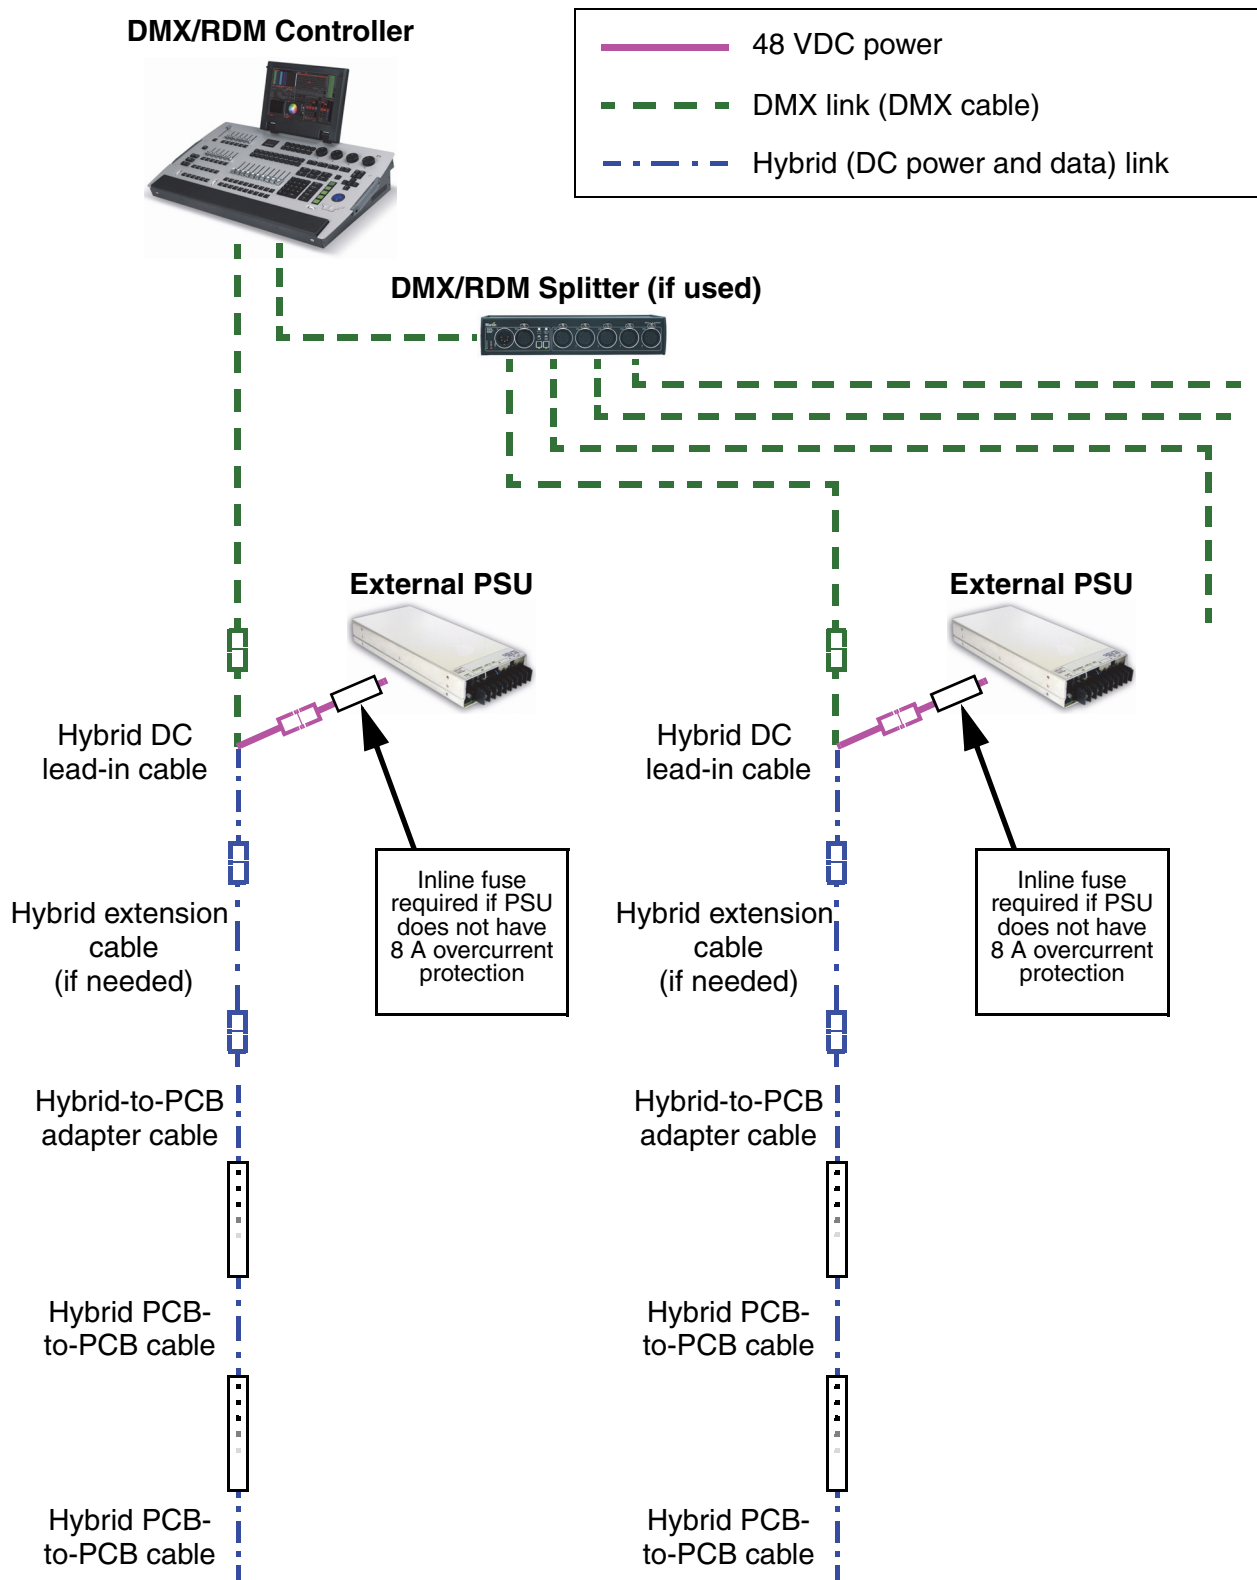 DMX/RDM Controller
48 VDC power
DMX link (DMX cable)
Hybrid (DC power and data) link
DMX/RDM Splitter (if used)
External PSU
External PSU
Hybrid DC
lead-in cable
Hybrid DC
lead-in cable
Inline fuse
required if PSU
does not have
8 A overcurrent
protection
Inline fuse
required if PSU
does not have
8 A overcurrent
protection
Hybrid extension
cable
(if needed)
Hybrid extension
cable
(if needed)
Hybrid-to-PCB
adapter cable
Hybrid-to-PCB
adapter cable
Hybrid PCB-
to-PCB cable
Hybrid PCB-
to-PCB cable
Hybrid PCB-
to-PCB cable
Hybrid PCB-
to-PCB cable